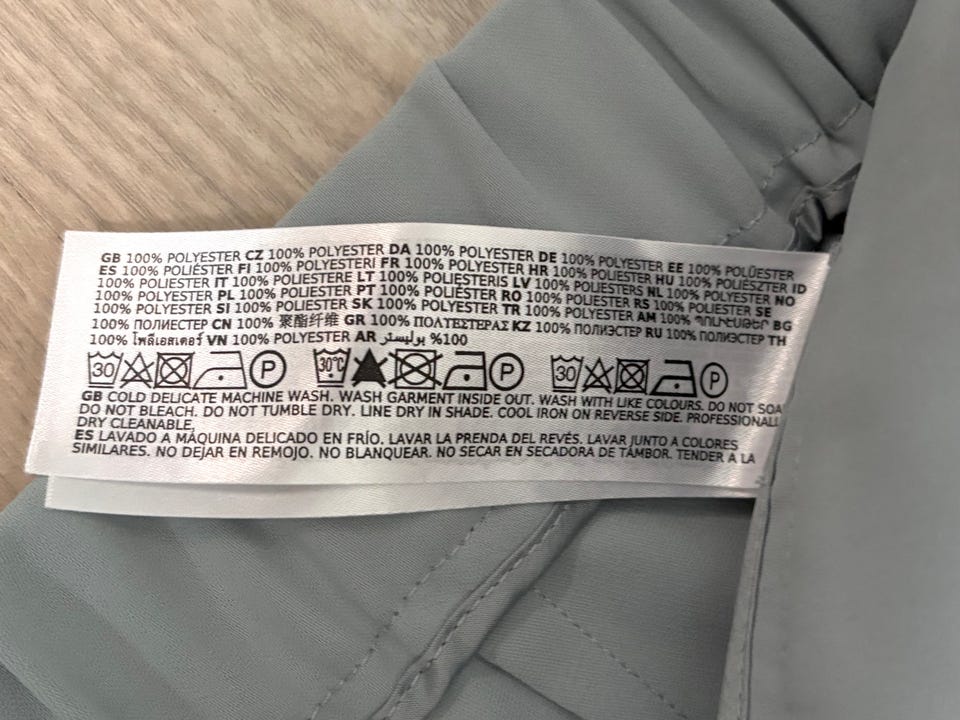 GB 100% POLYESTER CZ 100% POLYESTER DA 100% POLYESTER DE 100% POLYESTER EE 100% POLÜESTER
ES 100% POLIÉSTER FI 100% POLYESTERI FR 100% POLYESTER HR 100% POLIESTER HU 100% POLIÉSZTER ID
100% POLIESTER IT 100% POLIESTERE LT 100% POLIESTERIS LV 100% POLIESTERS NL 100% POLYESTER NO
100% POLYESTER PL 100% POLIESTER PT 100% POLIÉSTER RO 100% POLIESTER RS 100% POLIESTER SE
100% POLYESTER SI 100% POLIESTER SK 100% POLYESTER TR 100% POLYESTER AM 100% ՊՈԼԻԷՍԹԵՐ BG
100% ПОЛИЕСТЕР CN 100% 聚酯纤维 GR 100% ΠΟΛΥΕΣΤΕΡΑΣ KZ 100% ПОЛИЭСТЕР RU 100% ПОЛИЭСТЕР TH
100% โพลีเอสเตอร์ VN 100% POLYESTER AR بوليستر %100
30 P 30°C P 30 P
GB COLD DELICATE MACHINE WASH. WASH GARMENT INSIDE OUT. WASH WITH LIKE COLOURS. DO NOT SOA
DO NOT BLEACH. DO NOT TUMBLE DRY. LINE DRY IN SHADE. COOL IRON ON REVERSE SIDE. PROFESSIONALL
DRY CLEANABLE,
ES LAVADO A MÁQUINA DELICADO EN FRÍO. LAVAR LA PRENDA DEL REVÉS. LAVAR JUNTO A COLORES
SIMILARES. NO DEJAR EN REMOJO. NO BLANQUEAR. NO SECAR EN SECADORA DE TAMBOR. TENDER A LA